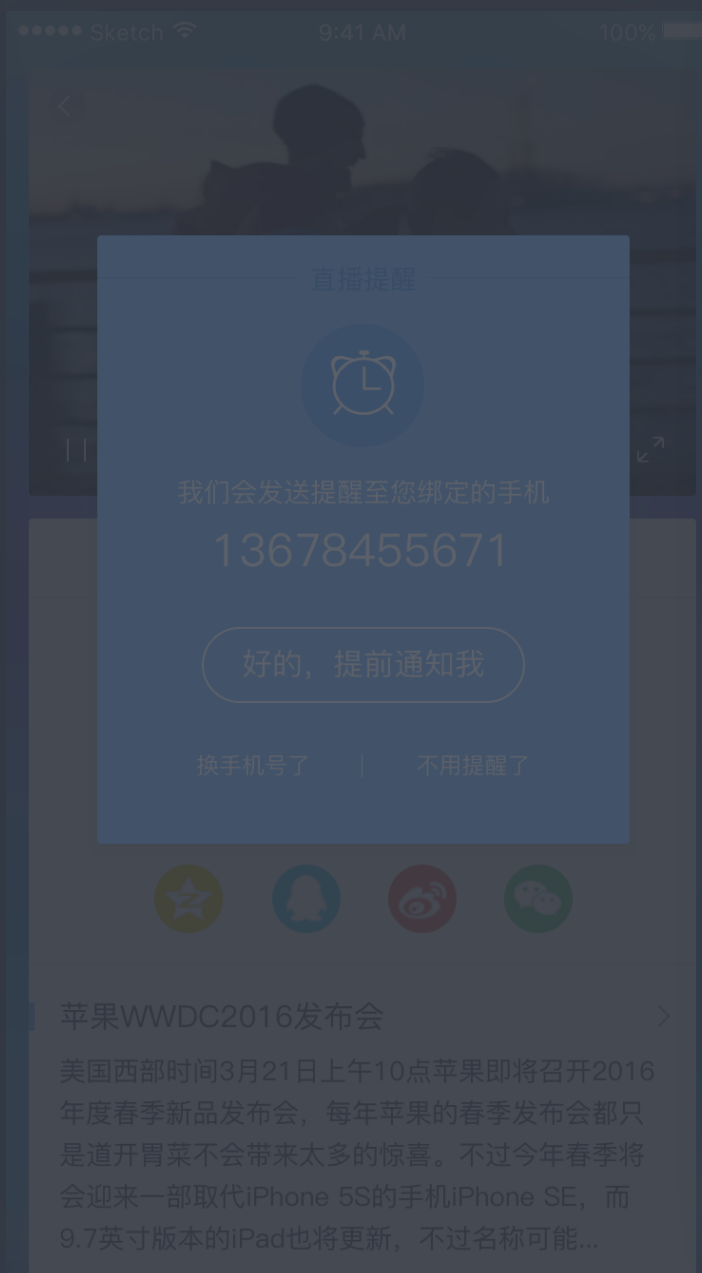 Sketch 9:41 AM 100%
直播提醒
我们会发送提醒至您绑定的手机
13678455671
好的，提前通知我
换手机号了 | 不用提醒了
苹果WWDC2016发布会
美国西部时间3月21日上午10点苹果即将召开2016
年度春季新品发布会，每年苹果的春季发布会都只
是道开胃菜不会带来太多的惊喜。不过今年春季将
会迎来一部取代iPhone 5S的手机iPhone SE，而
9.7英寸版本的iPad也将更新，不过名称可能...